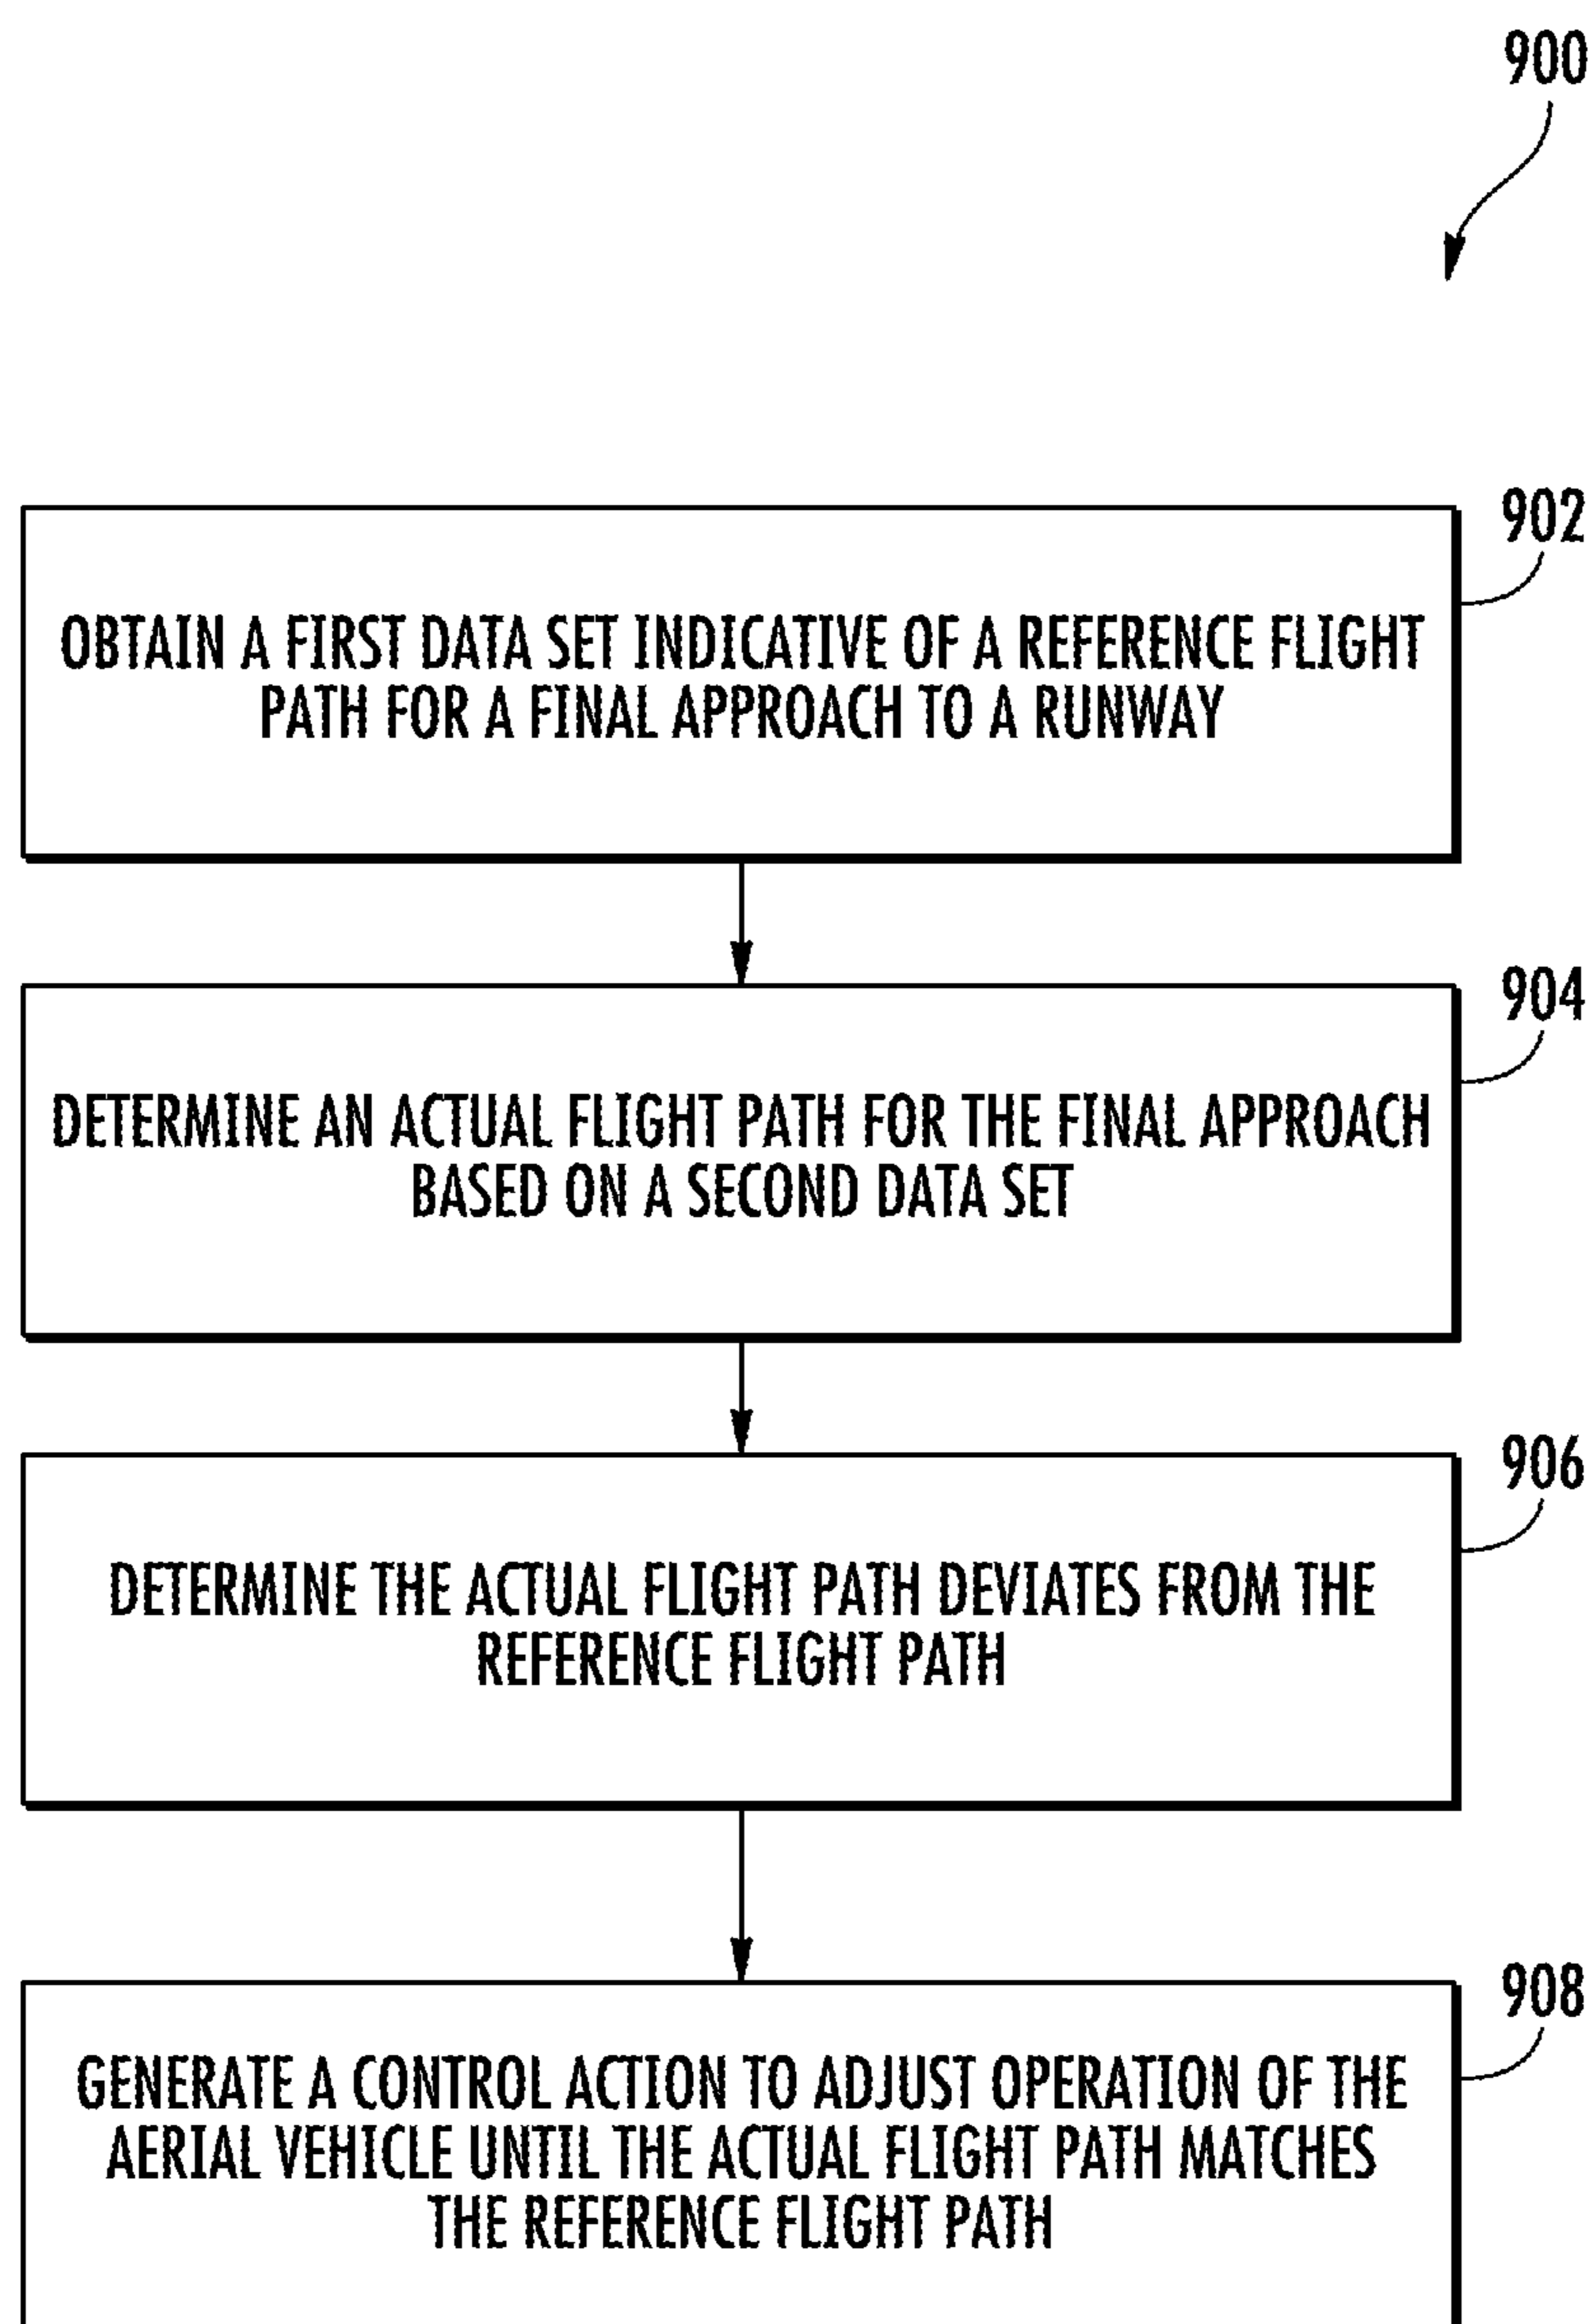 900
902
OBTAIN A FIRST DATA SET INDICATIVE OF A REFERENCE FLIGHT
PATH FOR A FINAL APPROACH TO A RUNWAY
904
DETERMINE AN ACTUAL FLIGHT PATH FOR THE FINAL APPROACH
BASED ON A SECOND DATA SET
906
DETERMINE THE ACTUAL FLIGHT PATH DEVIATES FROM THE
REFERENCE FLIGHT PATH
908
GENERATE A CONTROL ACTION TO ADJUST OPERATION OF THE
AERIAL VEHICLE UNTIL THE ACTUAL FLIGHT PATH MATCHES
THE REFERENCE FLIGHT PATH